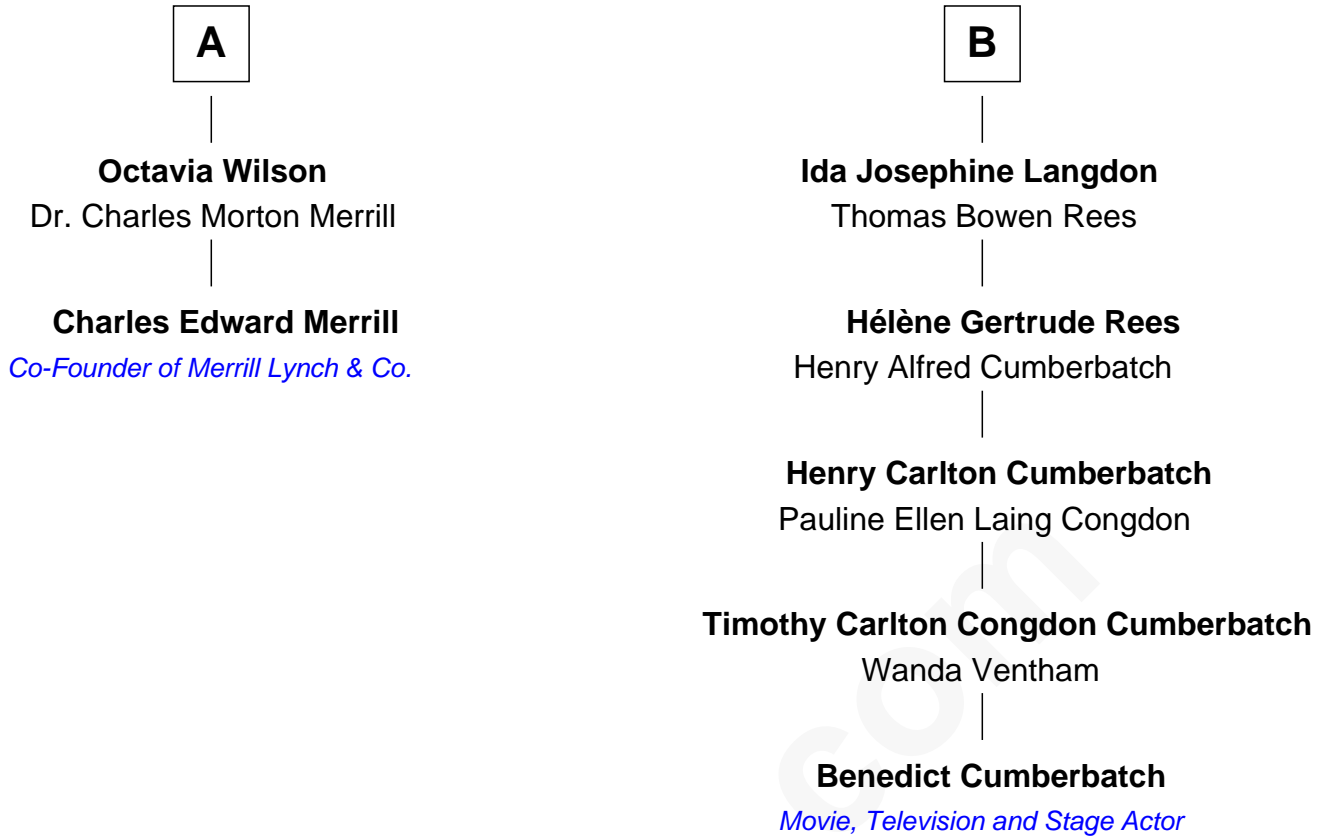 A
Octavia Wilson
Dr. Charles Morton Merrill
Charles Edward Merrill
Co-Founder of Merrill Lynch & Co.
B
Ida Josephine Langdon
Thomas Bowen Rees
Hélène Gertrude Rees
Henry Alfred Cumberbatch
Henry Carlton Cumberbatch
Pauline Ellen Laing Congdon
Timothy Carlton Congdon Cumberbatch
Wanda Ventham
Benedict Cumberbatch
Movie, Television and Stage Actor
com